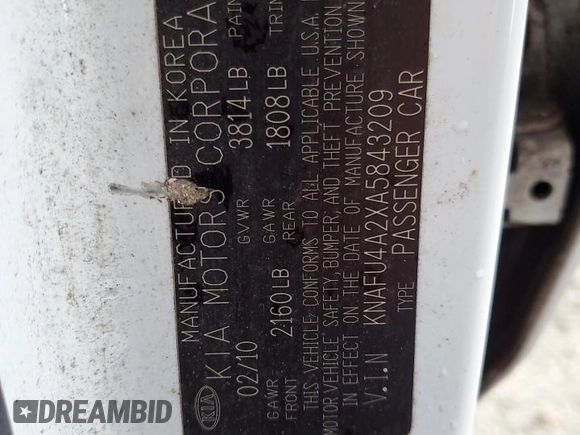 MANUFACTURED IN KOREA
KIA MOTORS CORPORA
02/10 GVWR 3814LB PAIN
GAWR FRONT 2160LB GAWR REAR 1808LB TRIM
THIS VEHICLE CONFORMS TO ALL APPLICABLE U.S.A.
MOTOR VEHICLE SAFETY, BUMPER, AND THEFT PREVENTION
IN EFFECT ON THE DATE OF MANUFACTURE SHOWN
V.I.N KNAFU4A2XA5843209
TYPE PASSENGER CAR
KIA
DREAMBID